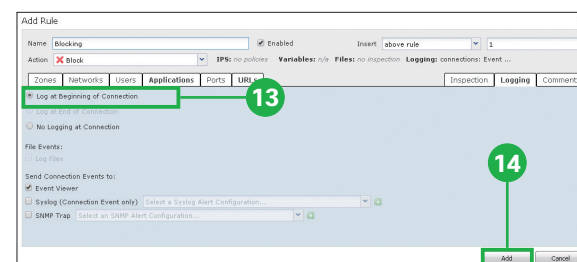 Add Rule
Name Blocking Enabled Insert above rule 1
Action Block IPS: no policies Variables: n/a Files: no inspection Logging: connections: Event ...
Zones Networks Users Applications Ports URLs Inspection Logging Comment
Log at Beginning of Connection
13
Log at End of Connection
No Logging at Connection
File Events:
Log Files
14
Send Connection Events to:
Event Viewer
Syslog (Connection Event only) Select a Syslog Alert Configuration...
SNMP Trap Select an SNMP Alert Configuration...
Add Cancel